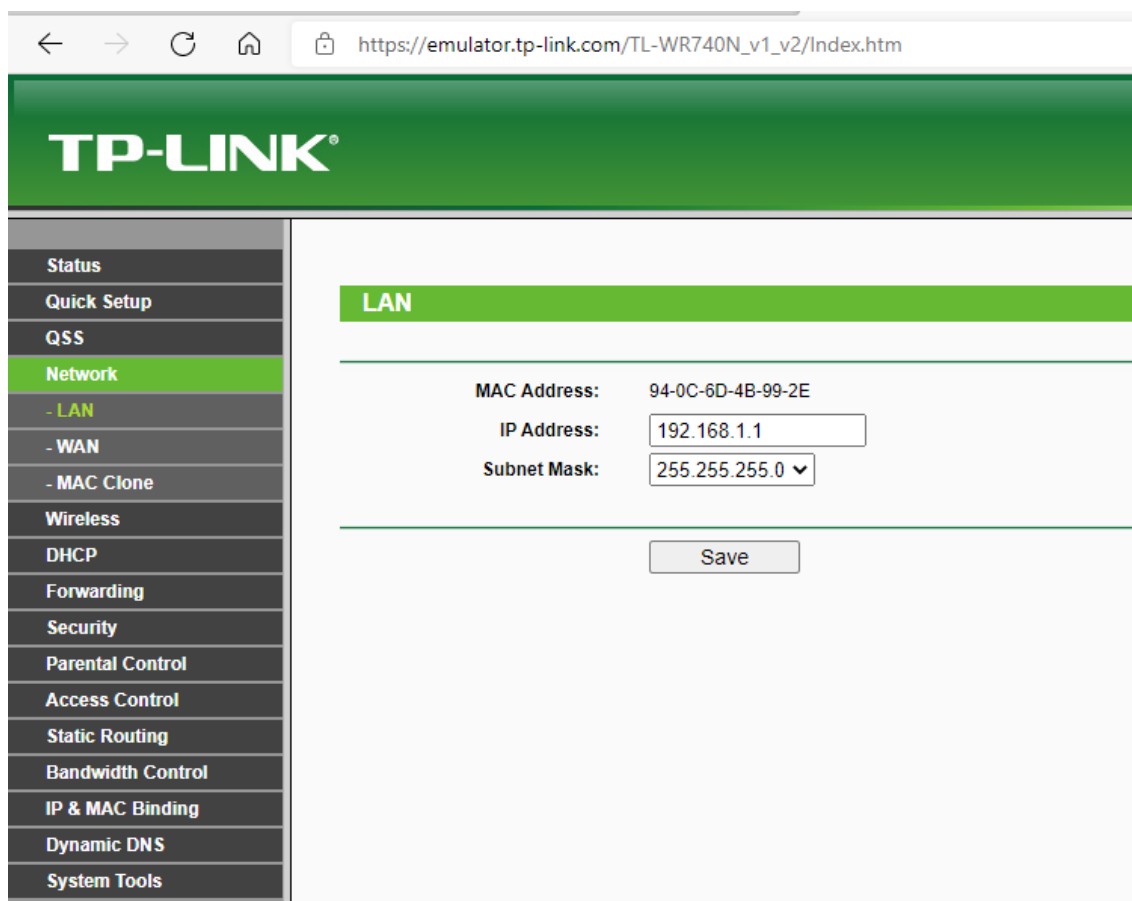 https://emulator.tp-link.com/TL-WR740N_v1_v2/Index.htm
TP-LINK®
Status
Quick Setup
QSS
Network
- LAN
- WAN
- MAC Clone
Wireless
DHCP
Forwarding
Security
Parental Control
Access Control
Static Routing
Bandwidth Control
IP & MAC Binding
Dynamic DNS
System Tools
LAN
MAC Address: 94-0C-6D-4B-99-2E
IP Address: 192.168.1.1
Subnet Mask: 255.255.255.0
Save